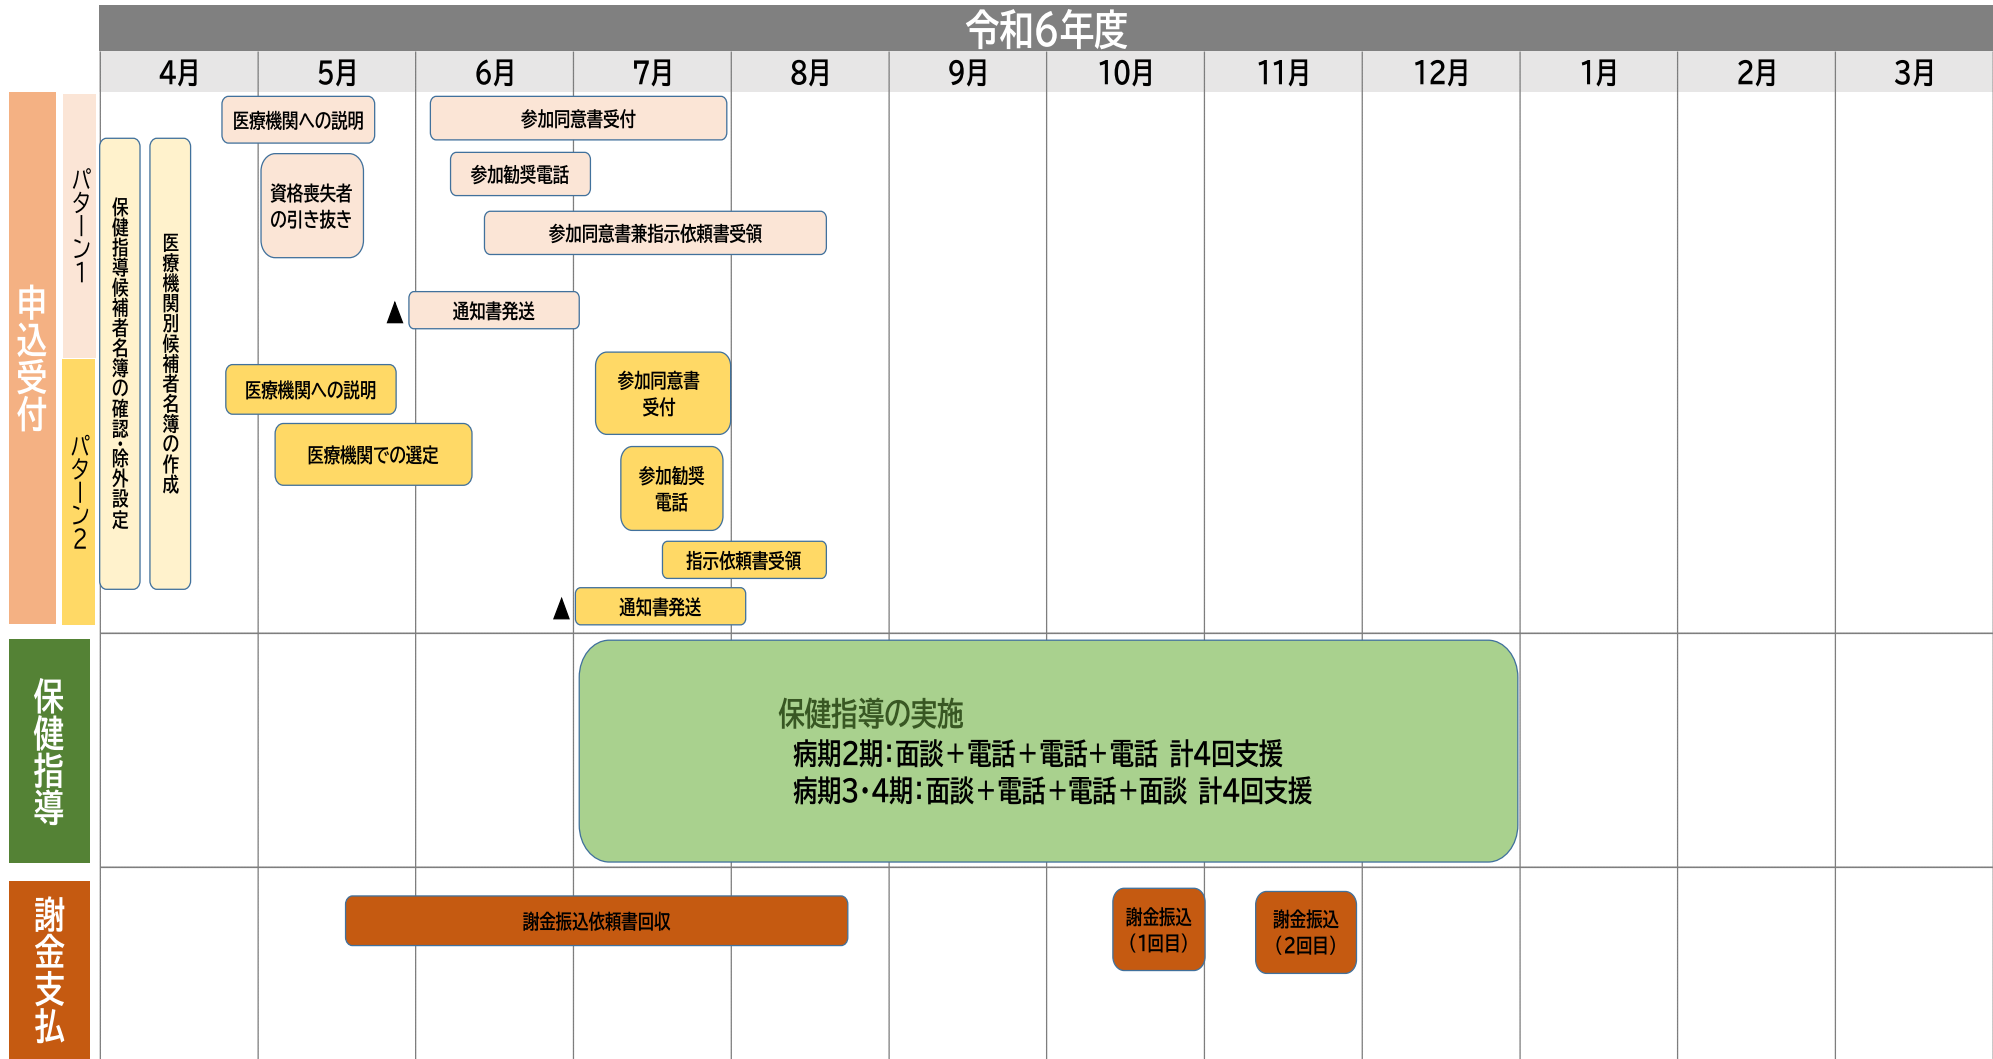 令和6年度
4月
5月
6月
7月
8月
9月
10月
11月
12月
1月
2月
3月
申込受付
パターン1
パターン2
保健指導候補者名簿の確認・除外設定
医療機関別候補者名簿の作成
医療機関への説明
参加同意書受付
資格喪失者
の引き抜き
参加勧奨電話
参加同意書兼指示依頼書受領
▲
通知書発送
医療機関への説明
参加同意書
受付
医療機関での選定
参加勧奨
電話
指示依頼書受領
▲
通知書発送
保健指導
保健指導の実施
病期2期：面談＋電話＋電話＋電話 計4回支援
病期3・4期：面談＋電話＋電話＋面談 計4回支援
謝金支払
謝金振込依頼書回収
謝金振込
（1回目）
謝金振込
（2回目）